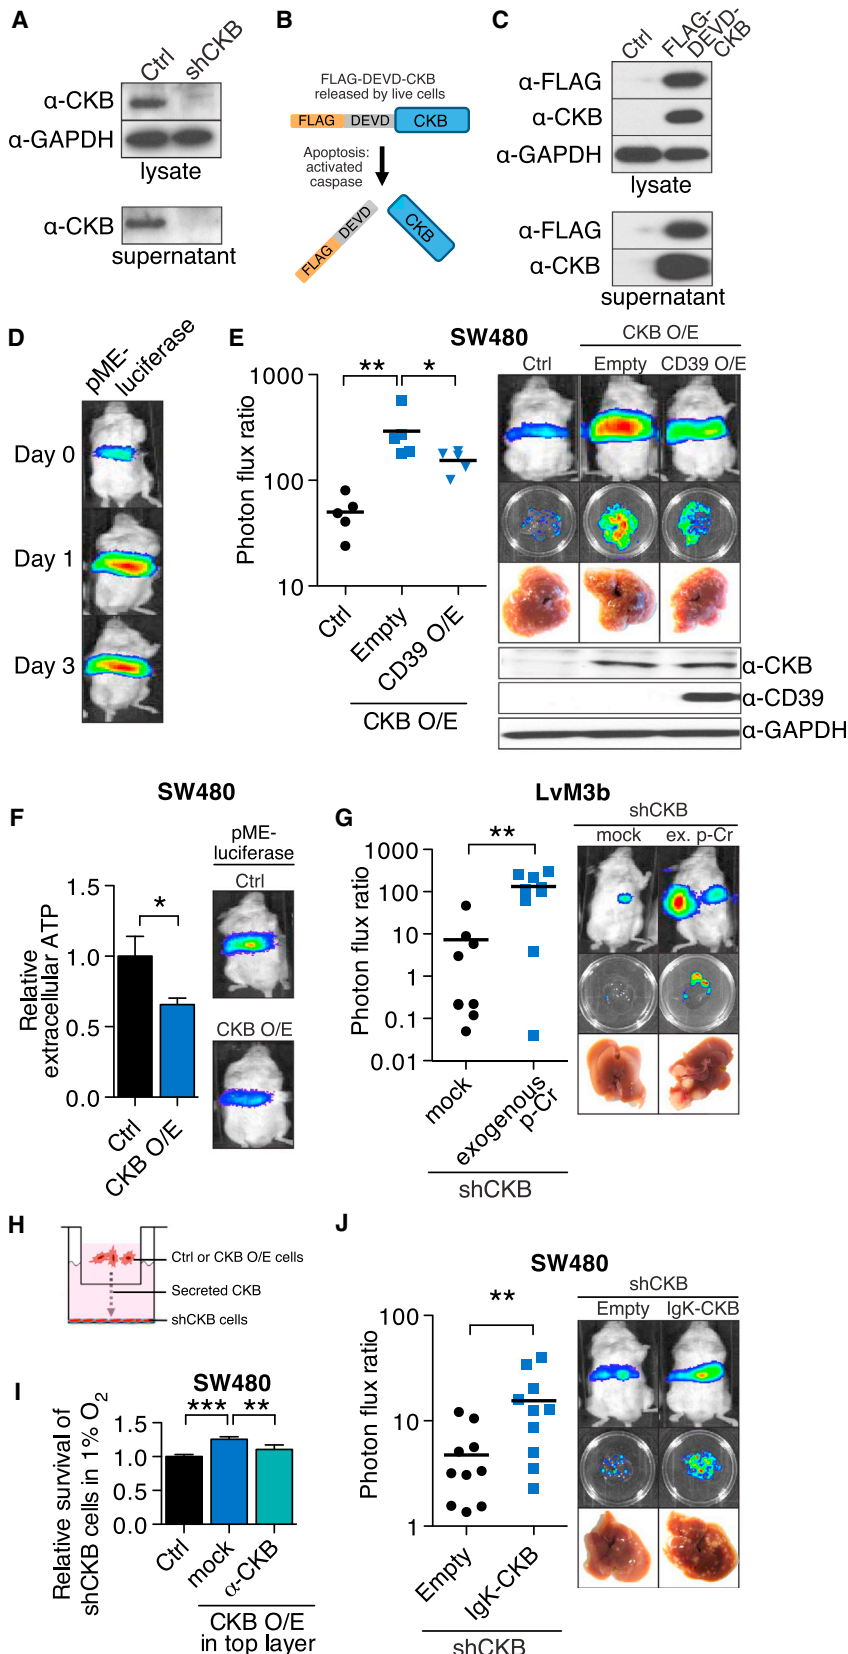 A
Ctrl
shCKB
α-CKB
α-GAPDH
lysate
α-CKB
supernatant
B
FLAG-DEVD-CKB
released by live cells
FLAG
DEVD
CKB
Apoptosis:
activated
caspase
FLAG
DEVD
CKB
C
Ctrl
FLAG-
DEVD-
CKB
α-FLAG
α-CKB
α-GAPDH
lysate
α-FLAG
α-CKB
supernatant
D
pME-
luciferase
Day 0
Day 1
Day 3
E
SW480
Photon flux ratio
1000
100
10
**
*
Ctrl
Empty
CD39 O/E
CKB O/E
CKB O/E
Ctrl
Empty
CD39 O/E
α-CKB
α-CD39
α-GAPDH
F
SW480
Relative
extracellular ATP
1.5
1.0
0.5
0.0
*
Ctrl
CKB O/E
pME-
luciferase
Ctrl
CKB O/E
G
LvM3b
Photon flux ratio
1000
100
10
1
0.1
0.01
**
mock
exogenous
p-Cr
shCKB
shCKB
mock
ex. p-Cr
H
Ctrl or CKB O/E cells
Secreted CKB
shCKB cells
I
SW480
Relative survival of
shCKB cells in 1% O2
1.5
1.0
0.5
0.0
***
**
Ctrl
mock
α-CKB
CKB O/E
in top layer
J
SW480
Photon flux ratio
100
10
1
**
Empty
IgK-CKB
shCKB
shCKB
Empty
IgK-CKB